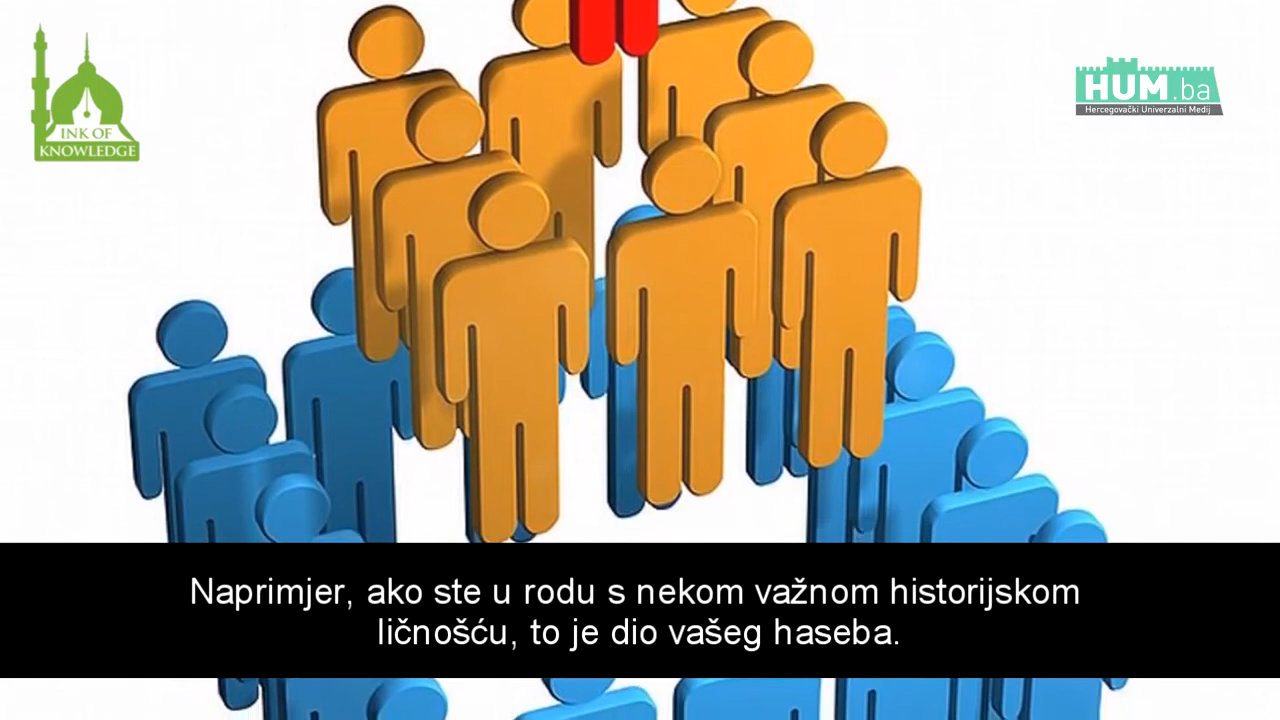 INK OF
KNOWLEDGE
HUM.ba
Hercegovački Univerzalni Medij
Naprimjer, ako ste u rodu s nekom važnom historijskom
ličnošću, to je dio vašeg haseba.